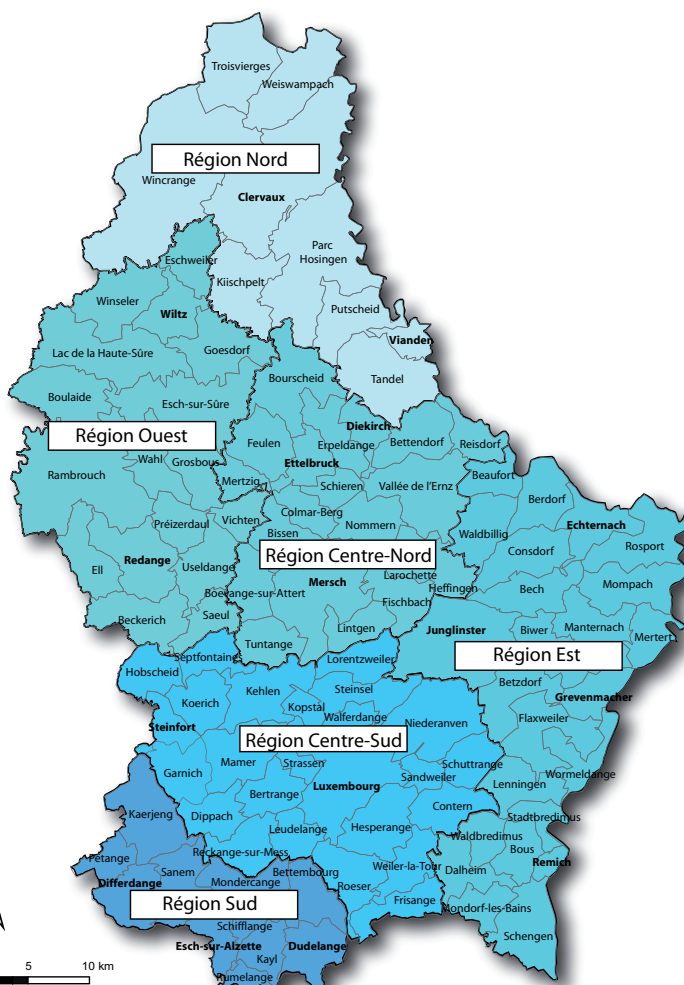 Troisvierges
Weiswampach
Région Nord
Wincrange
Clervaux
Parc
Hosingen
Eschweiler
Kiischpelt
Winseler
Wiltz
Putscheid
Vianden
Lac de la Haute-Sûre
Goesdorf
Bourscheid
Tandel
Boulaide
Esch-sur-Sûre
Diekirch
Région Ouest
Feulen
Erpeldange
Bettendorf
Reisdorf
Wahl
Grosbous
Ettelbruck
Rambrouch
Mertzig
Schieren
Vallée de l'Ernz
Beaufort
Berdorf
Colmar-Berg
Préizerdaul
Vichten
Bissen
Nommern
Waldbillig
Echternach
Consdorf
Rosport
Région Centre-Nord
Redange
Ell
Useldange
Mersch
Larochette
Heffingen
Bech
Mompach
Boevange-sur-Attert
Fischbach
Beckerich
Saeul
Lintgen
Junglinster
Biwer
Manternach
Mertert
Tuntange
Région Est
Septfontaines
Lorentzweiler
Hobscheid
Kehlen
Steinsel
Betzdorf
Grevenmacher
Koerich
Kopstal
Walferdange
Niederanven
Flaxweiler
Steinfort
Région Centre-Sud
Mamer
Strassen
Schuttrange
Garnich
Sandweiler
Wormeldange
Bertrange
Luxembourg
Lenningen
Contern
Kaerjeng
Dippach
Leudelange
Hesperange
Stadtbredimus
Waldbredimus
Bous
Reckange-sur-Mess
Pétange
Remich
Sanem
Bettembourg
Weiler-la-Tour
Dalheim
Differdange
Mondercange
Roeser
Région Sud
Frisange
Mondorf-les-Bains
Schifflange
Schengen
Esch-sur-Alzette
Dudelange
Kayl
5
10 km
Rumelange